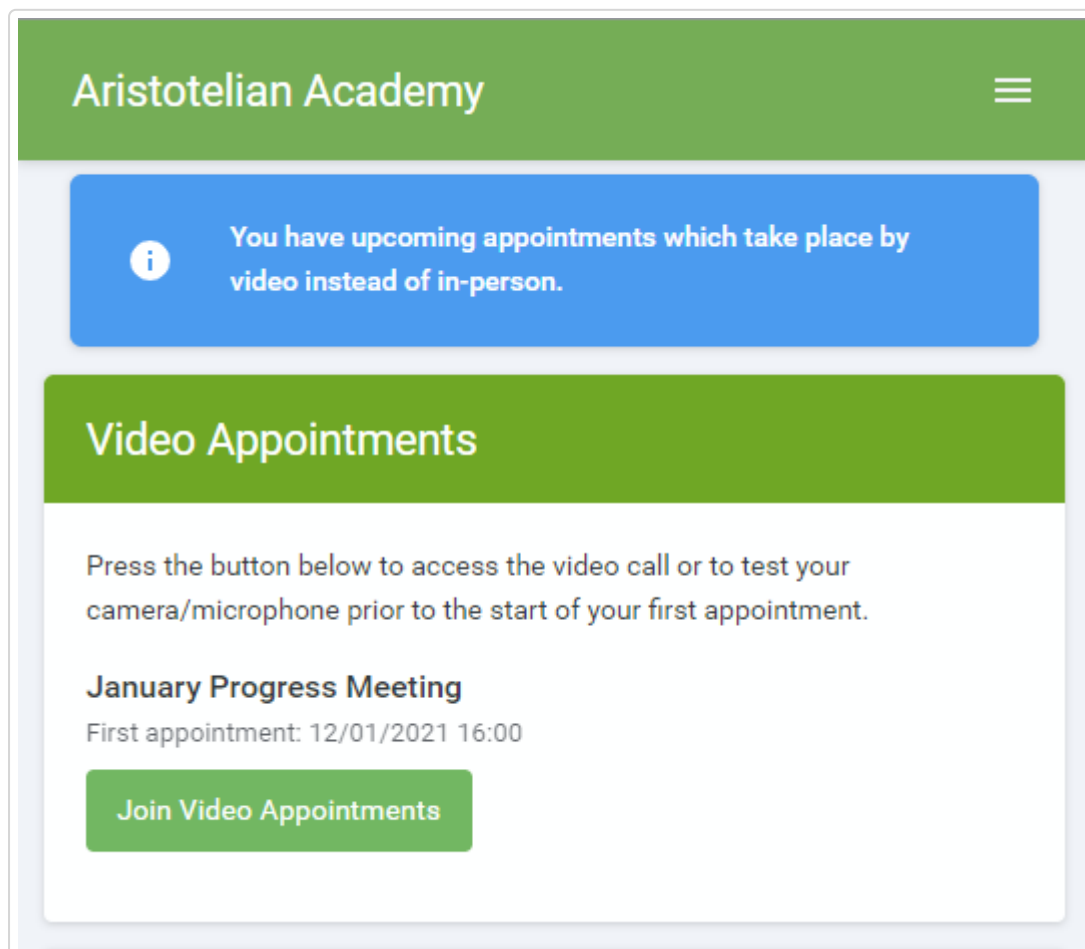 Aristotelian Academy
You have upcoming appointments which take place by
video instead of in-person.
Video Appointments
Press the button below to access the video call or to test your
camera/microphone prior to the start of your first appointment.
January Progress Meeting
First appointment: 12/01/2021 16:00
Join Video Appointments